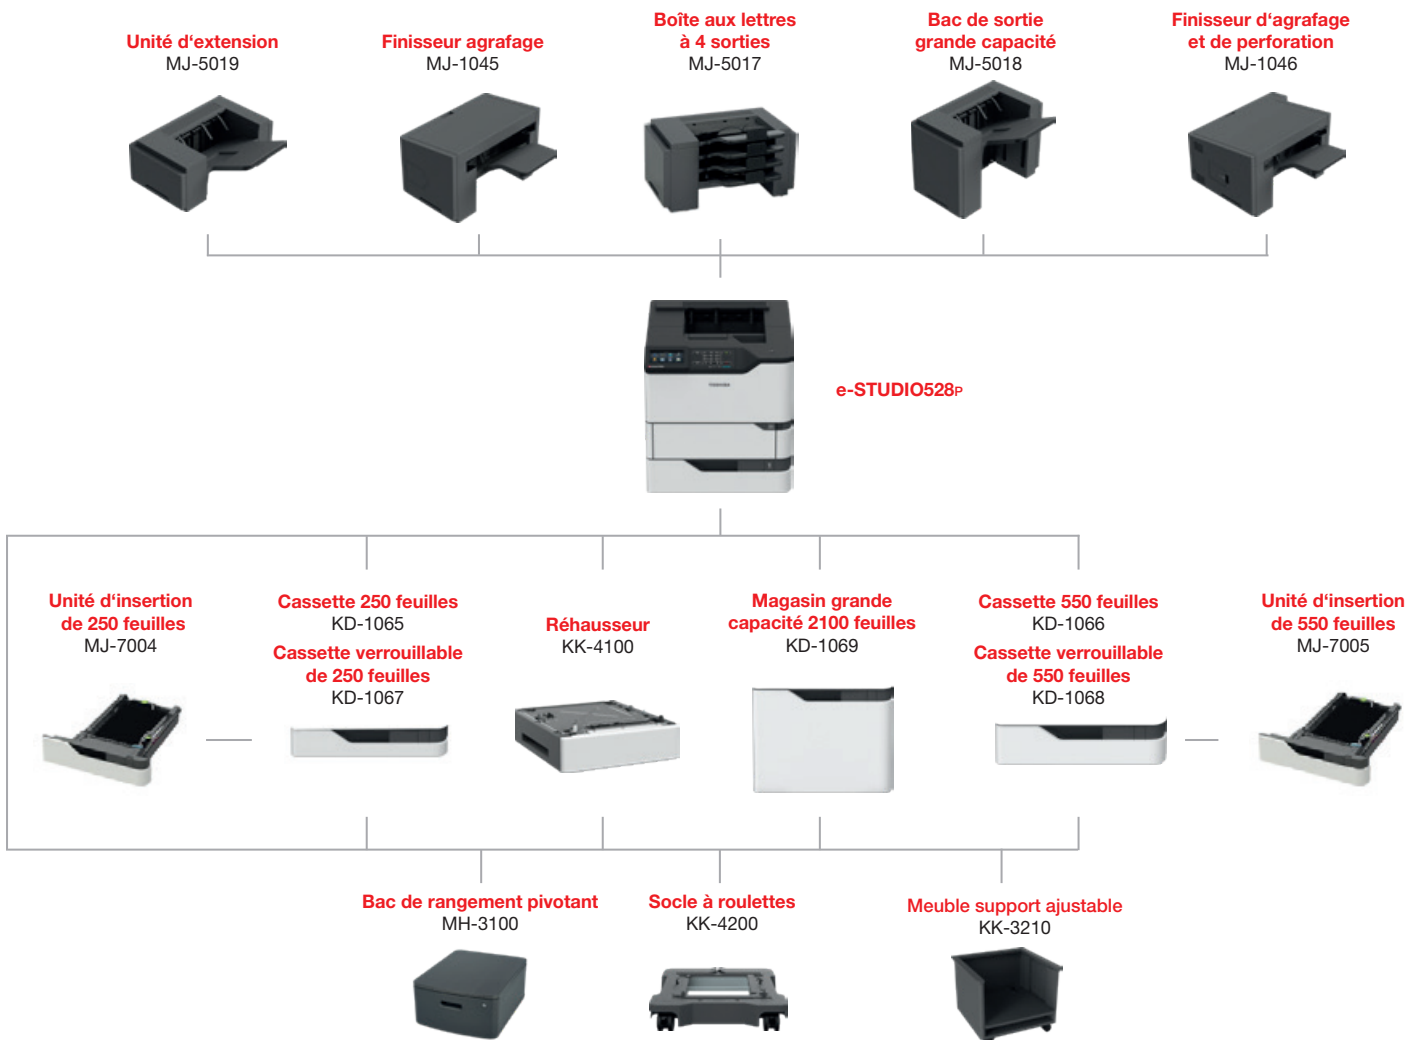 Unité d‘extension
MJ-5019
Finisseur agrafage
MJ-1045
Boîte aux lettres
à 4 sorties
MJ-5017
Bac de sortie
grande capacité
MJ-5018
Finisseur d‘agrafage
et de perforation
MJ-1046
TOSHIBA
e-STUDIO528P
Unité d‘insertion
de 250 feuilles
MJ-7004
Cassette 250 feuilles
KD-1065
Cassette verrouillable
de 250 feuilles
KD-1067
Réhausseur
KK-4100
Magasin grande
capacité 2100 feuilles
KD-1069
Cassette 550 feuilles
KD-1066
Cassette verrouillable
de 550 feuilles
KD-1068
Unité d‘insertion
de 550 feuilles
MJ-7005
Bac de rangement pivotant
MH-3100
Socle à roulettes
KK-4200
Meuble support ajustable
KK-3210